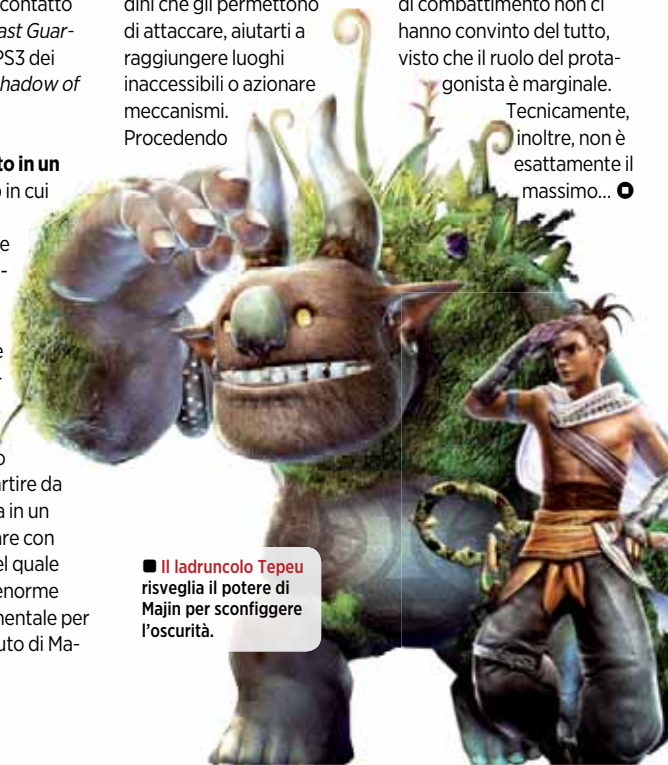 contatto
ast Guar-
PS3 dei
hadow of
to in un
o in cui
e
-
e
-
o
artire da
a in un
are con
el quale
enorme
mentale per
uto di Ma-
dini che gli permettono
di attaccare, aiutarti a
raggiungere luoghi
inaccessibili o azionare
meccanismi.
Procedendo
di combattimento non ci
hanno convinto del tutto,
visto che il ruolo del prota-
gonista è marginale.
Tecnicamente,
inoltre, non è
esattamente il
massimo...
Il ladruncolo Tepeu
risveglia il potere di
Majin per sconfiggere
l'oscurità.